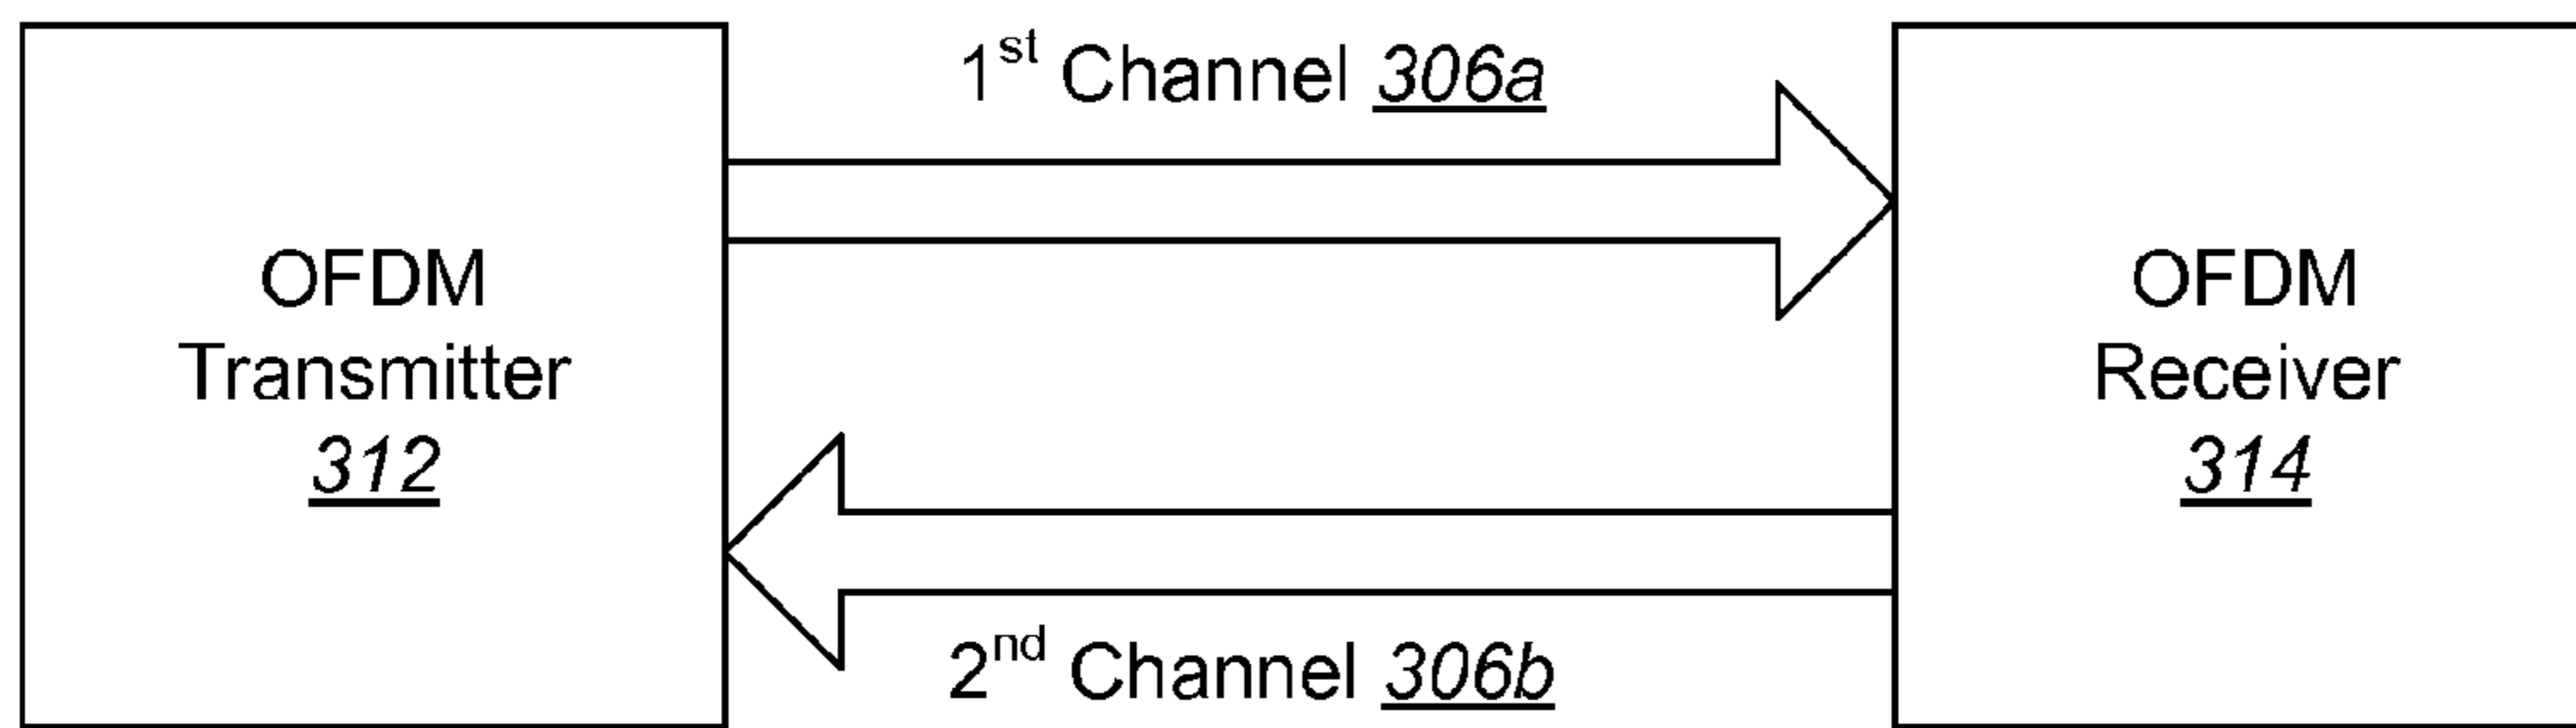 OFDM
Transmitter
312
1st Channel 306a
2nd Channel 306b
OFDM
Receiver
314